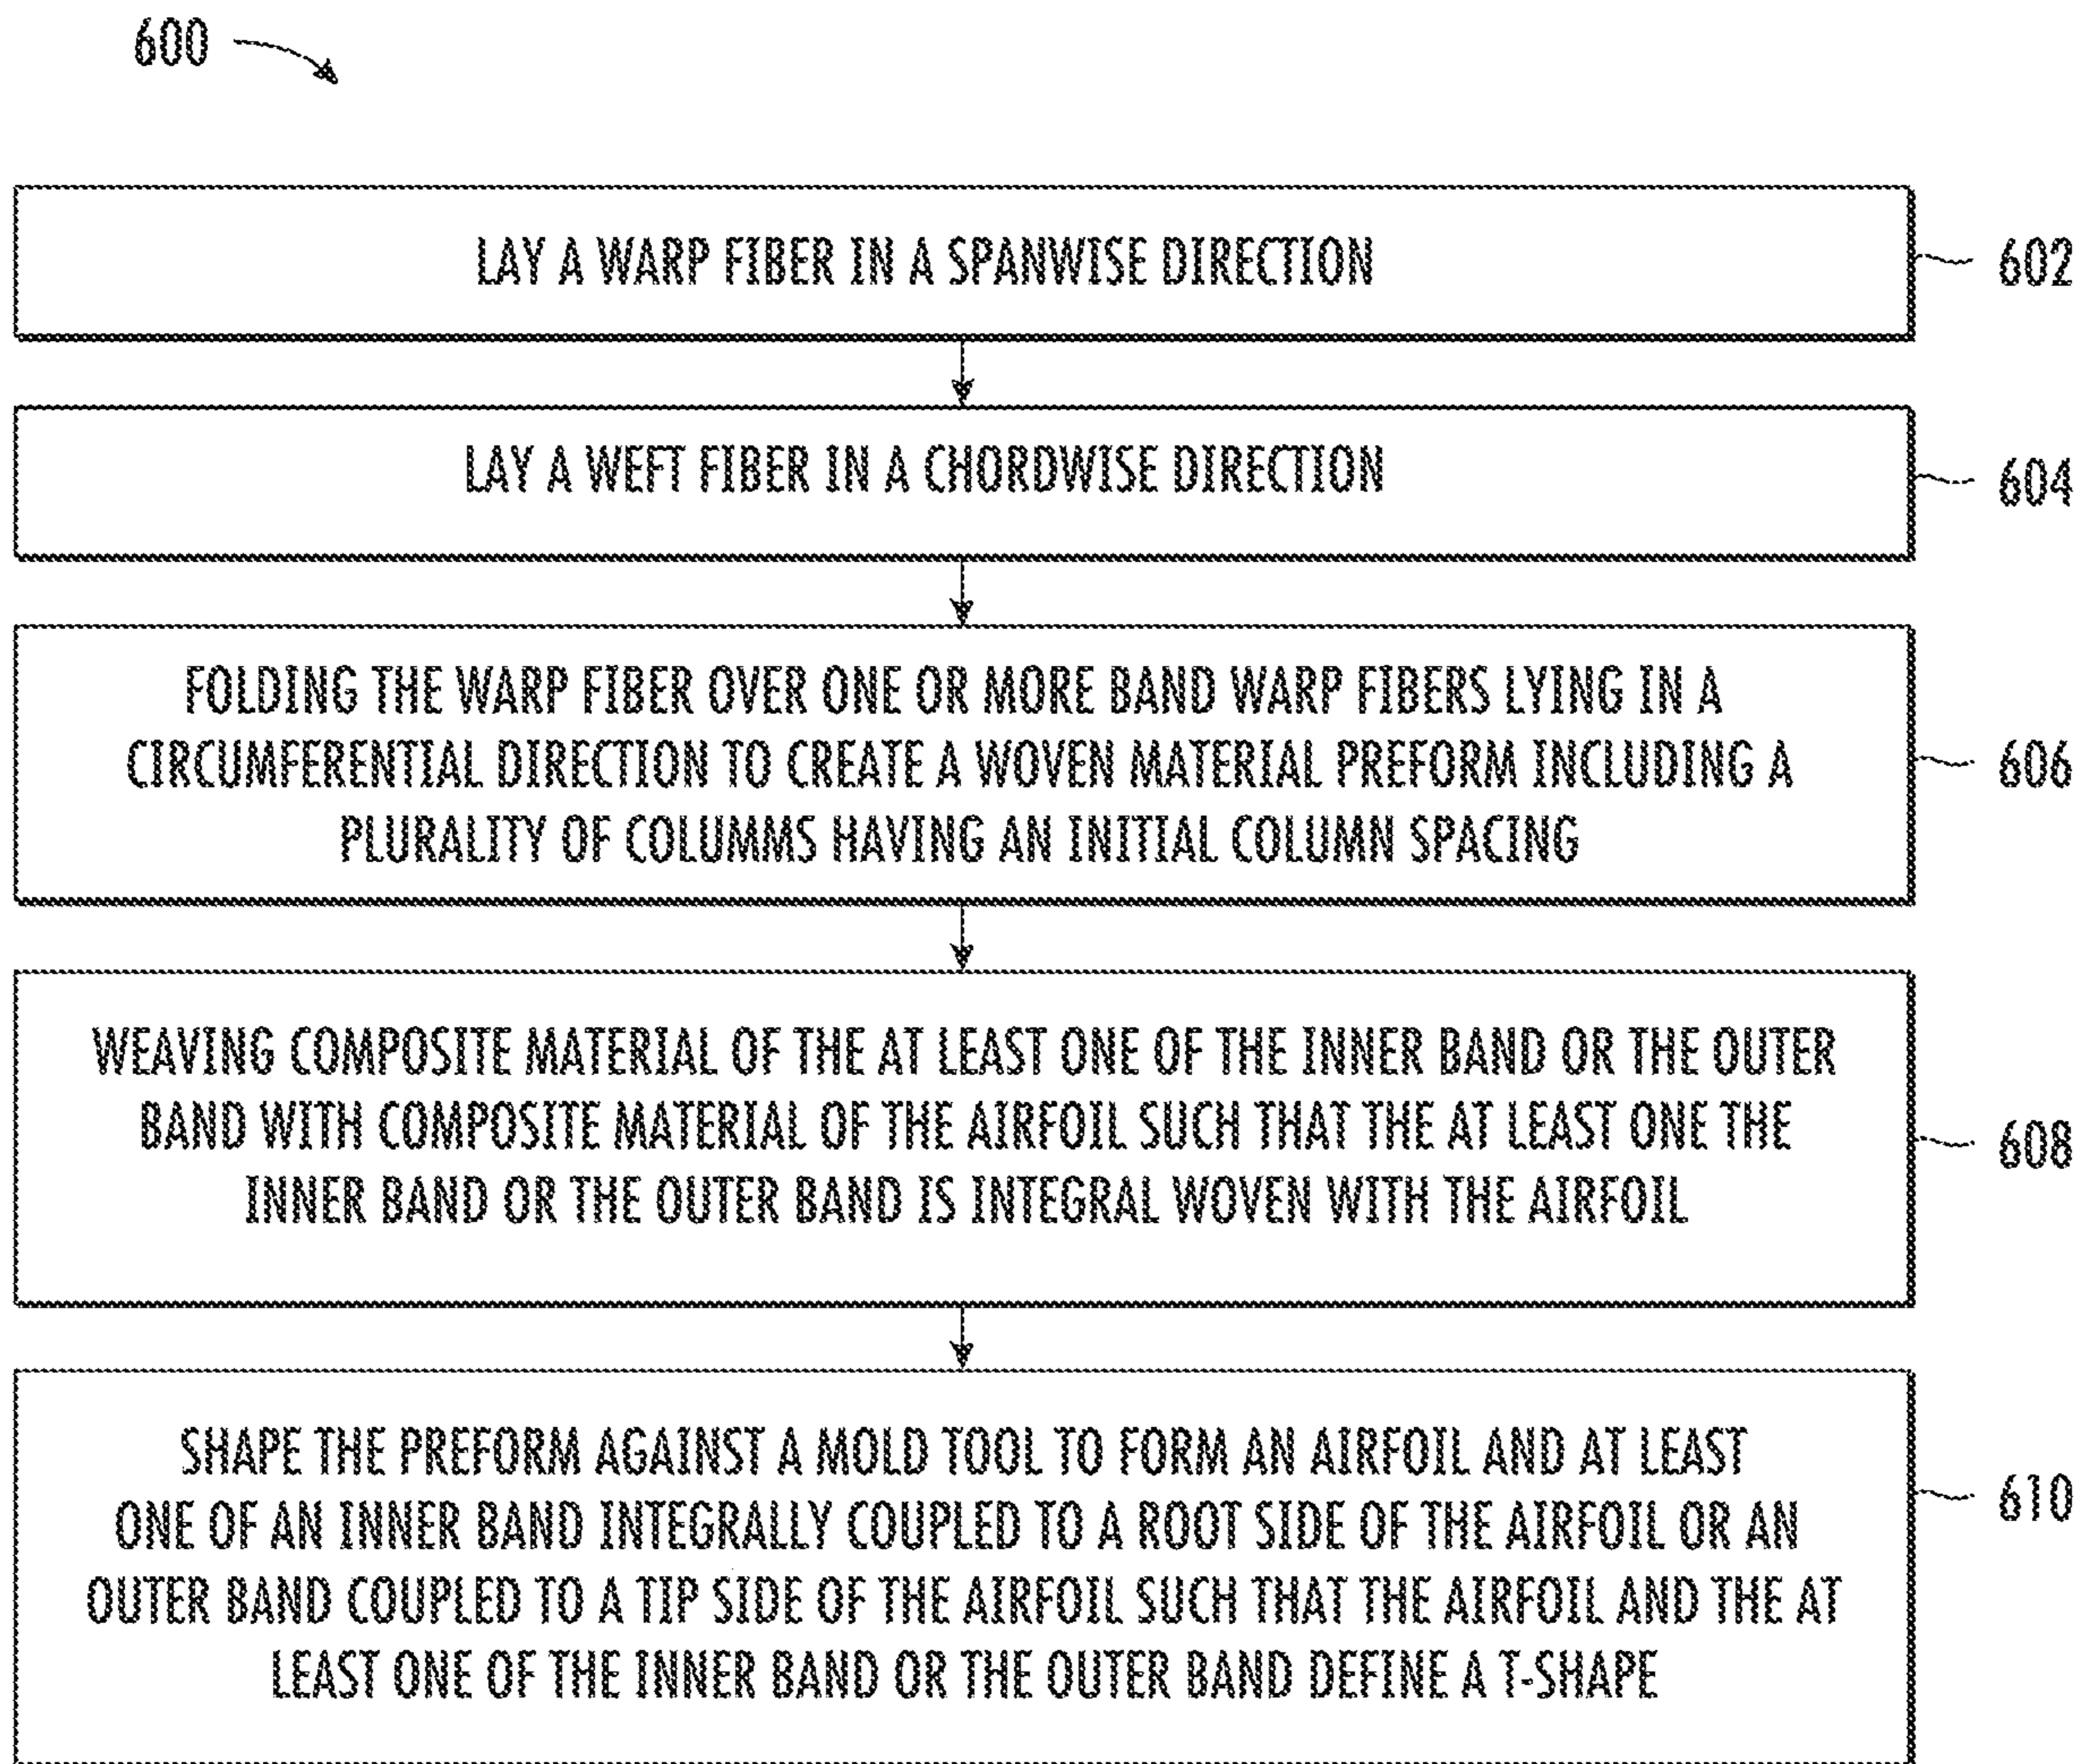 600
LAY A WARP FIBER IN A SPANWISE DIRECTION
602
LAY A WEFT FIBER IN A CHORDWISE DIRECTION
604
FOLDING THE WARP FIBER OVER ONE OR MORE BAND WARP FIBERS LYING IN A
CIRCUMFERENTIAL DIRECTION TO CREATE A WOVEN MATERIAL PREFORM INCLUDING A
PLURALITY OF COLUMMS HAVING AN INITIAL COLUMN SPACING
606
WEAVING COMPOSITE MATERIAL OF THE AT LEAST ONE OF THE INNER BAND OR THE OUTER
BAND WITH COMPOSITE MATERIAL OF THE AIRFOIL SUCH THAT THE AT LEAST ONE THE
INNER BAND OR THE OUTER BAND IS INTEGRAL WOVEN WITH THE AIRFOIL
608
SHAPE THE PREFORM AGAINST A MOLD TOOL TO FORM AN AIRFOIL AND AT LEAST
ONE OF AN INNER BAND INTEGRALLY COUPLED TO A ROOT SIDE OF THE AIRFOIL OR AN
OUTER BAND COUPLED TO A TIP SIDE OF THE AIRFOIL SUCH THAT THE AIRFOIL AND THE AT
LEAST ONE OF THE INNER BAND OR THE OUTER BAND DEFINE A T-SHAPE
610